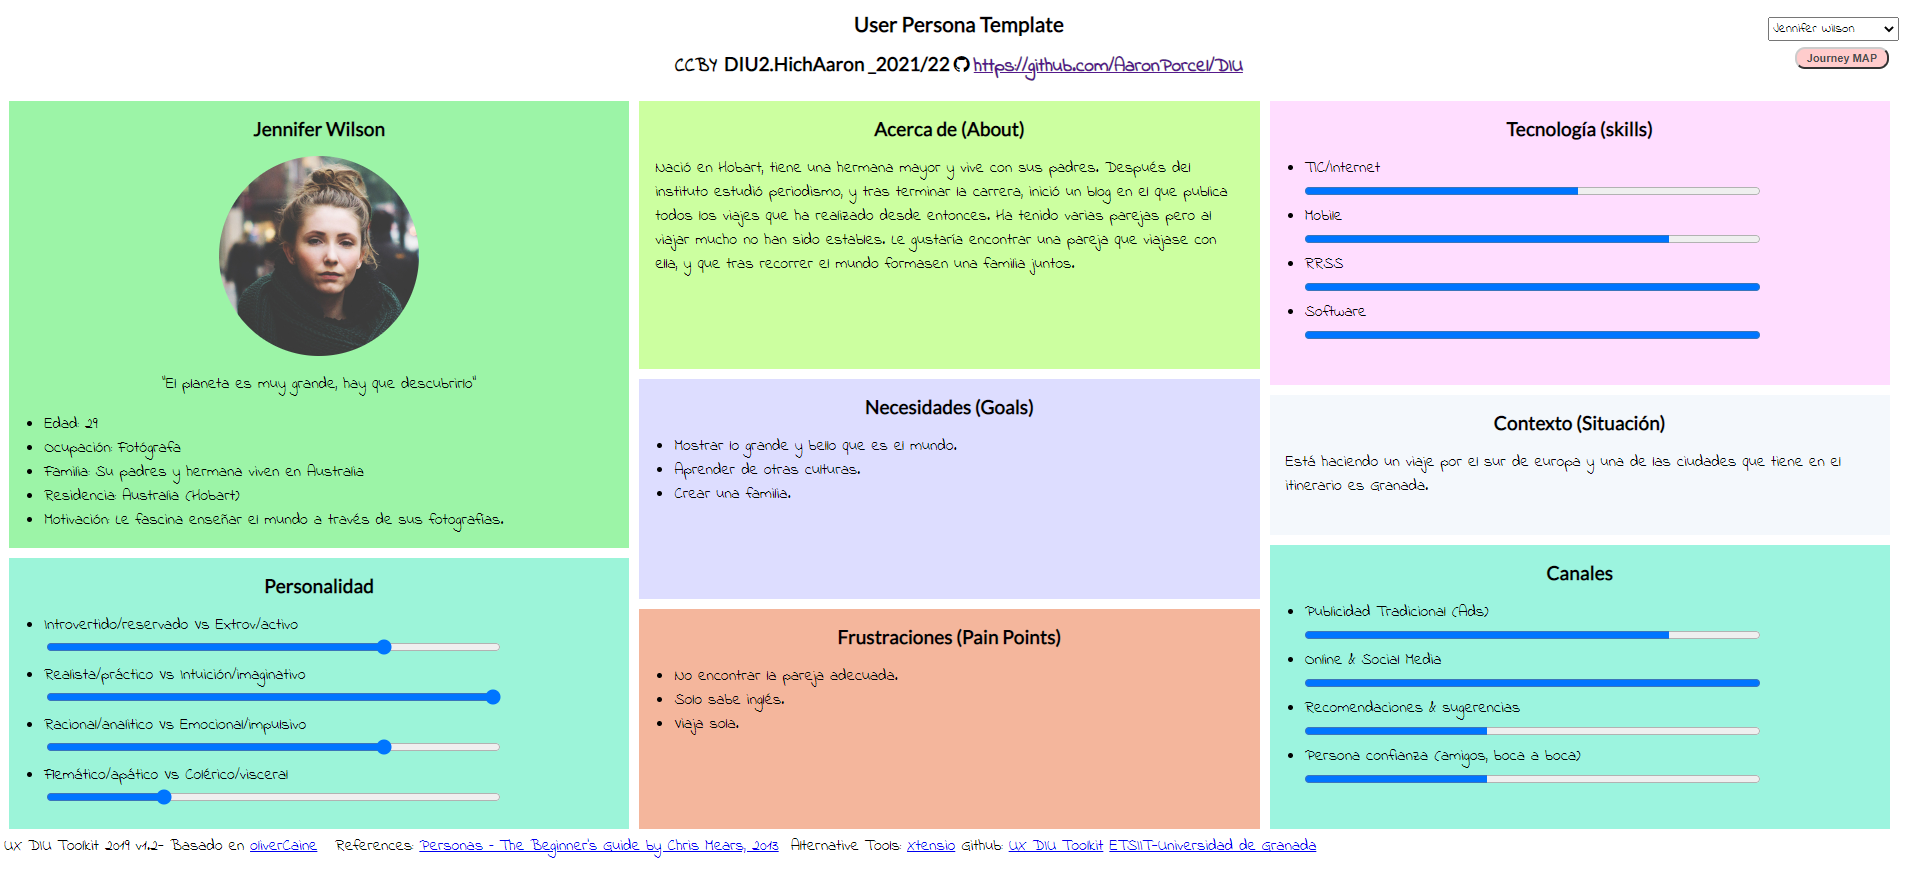 User Persona Template
Jennifer Wilson
CCBY DIU2.HichAaron _2021/22 https://github.com/AaronPorcel/DIU
Journey MAP
Jennifer Wilson
"El planeta es muy grande, hay que descubrirlo"
Edad: 29
Ocupación: Fotógrafa
Familia: Su padres y hermana viven en Australia
Residencia: Australia (Hobart)
Motivación: Le fascina enseñar el mundo a través de sus fotografías.
Personalidad
Introvertido/reservado vs Extrov/activo
Realista/práctico vs Intuición/imaginativo
Racional/analítico vs Emocional/impulsivo
Flemático/apático vs Colérico/visceral
Acerca de (About)
Nació en Hobart, tiene una hermana mayor y vive con sus padres. Después del
instituto estudió periodismo, y tras terminar la carrera, inició un blog en el que publica
todos los viajes que ha realizado desde entonces. Ha tenido varias parejas pero al
viajar mucho no han sido estables. Le gustaría encontrar una pareja que viajase con
ella, y que tras recorrer el mundo formasen una familia juntos.
Necesidades (Goals)
Mostrar lo grande y bello que es el mundo.
Aprender de otras culturas.
Crear una familia.
Frustraciones (Pain Points)
No encontrar la pareja adecuada.
Solo sabe inglés.
Viaja sola.
Tecnología (skills)
TIC/Internet
Mobile
RRSS
Software
Contexto (Situación)
Está haciendo un viaje por el sur de europa y una de las ciudades que tiene en el
itinerario es Granada.
Canales
Publicidad Tradicional (Ads)
Online & Social Media
Recomendaciones & sugerencias
Persona confianza (amigos, boca a boca)
UX DIU Toolkit 2019 v1.2- Basado en oliverCaine References: Personas - The Beginner's Guide by Chris Mears, 2013 Alternative Tools: Xtensio Github: UX DIU Toolkit ETSIIT-Universidad de Granada